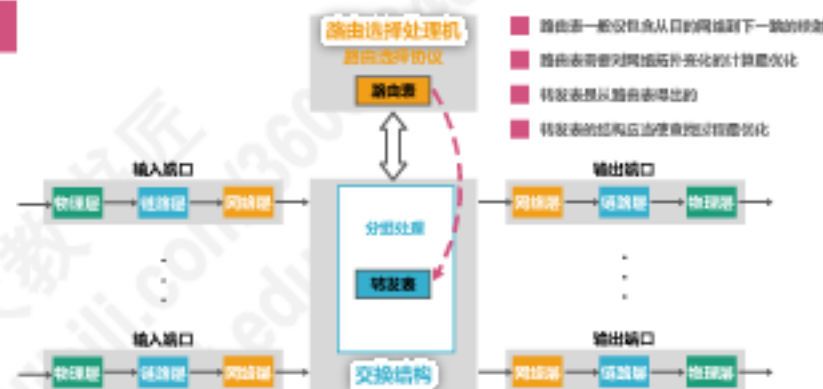 路由选择处理机
路由选择协议
路由表
路由表一般仅包含从目的网络到下一跳的映射
路由表需要对网络拓扑变化的计算最优化
转发表是从路由表得出的
转发表的结构应当使查找过程最优化
输入端口
物理层 链路层 网络层
分组处理
转发表
交换结构
输出端口
网络层 链路层 物理层
输入端口
物理层 链路层 网络层
输出端口
网络层 链路层 物理层